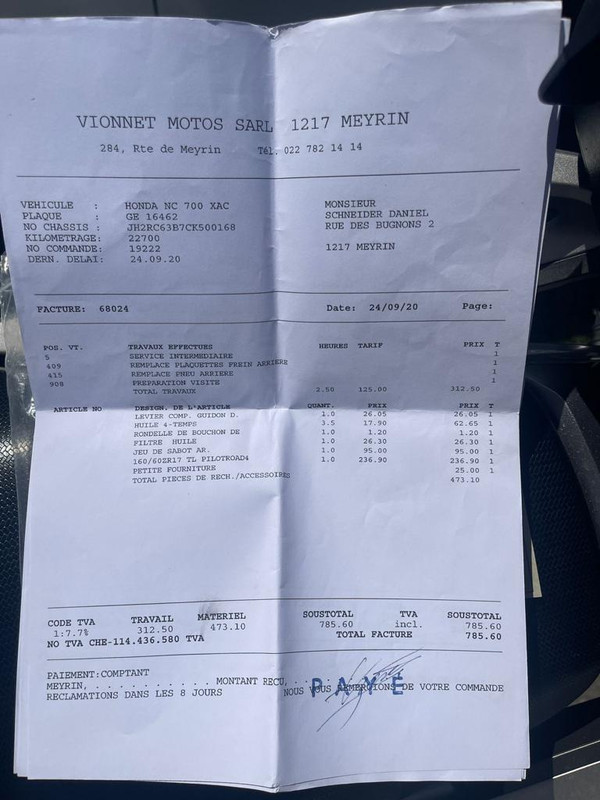 VIONNET MOTOS SARL 1217 MEYRIN
284, Rte de Meyrin Tél. 022 782 14 14
VEHICULE : HONDA NC 700 XAC
PLAQUE : GE 16462
NO CHASSIS : JH2RC63B7CK500168
KILOMETRAGE: 22700
NO COMMANDE: 19222
DERN. DELAI: 24.09.20
MONSIEUR
SCHNEIDER DANIEL
RUE DES BUGNONS 2
1217 MEYRIN
FACTURE: 68024 Date: 24/09/20 Page:
POS. VT. TRAVAUX EFFECTUES HEURES TARIF PRIX T
5 SERVICE INTERMEDIAIRE 1
409 REMPLACE PLAQUETTES FREIN ARRIERE 1
415 REMPLACE PNEU ARRIERE 1
908 PREPARATION VISITE 1
TOTAL TRAVAUX 2.50 125.00 312.50
ARTICLE NO DESIGN. DE L'ARTICLE QUANT. PRIX PRIX T
LEVIER COMP. GUIDON D. 1.0 26.05 26.05 1
HUILE 4-TEMPS 3.5 17.90 62.65 1
RONDELLE DE BOUCHON DE 1.0 1.20 1.20 1
FILTRE HUILE 1.0 26.30 26.30 1
JEU DE SABOT AR. 1.0 95.00 95.00 1
160/60ZR17 TL PILOTROAD4 1.0 236.90 236.90 1
PETITE FOURNITURE 25.00 1
TOTAL PIECES DE RECH./ACCESSOIRES 473.10
CODE TVA TRAVAIL MATERIEL SOUSTOTAL TVA SOUSTOTAL
1:7.7% 312.50 473.10 785.60 incl. 785.60
NO TVA CHE-114.436.580 TVA TOTAL FACTURE 785.60
PAIEMENT:COMPTANT
MEYRIN, . . . . . . . . . . . MONTANT RECU, . . .
PAYE
RECLAMATIONS DANS LES 8 JOURS NOUS VOUS REMERCIONS DE VOTRE COMMANDE